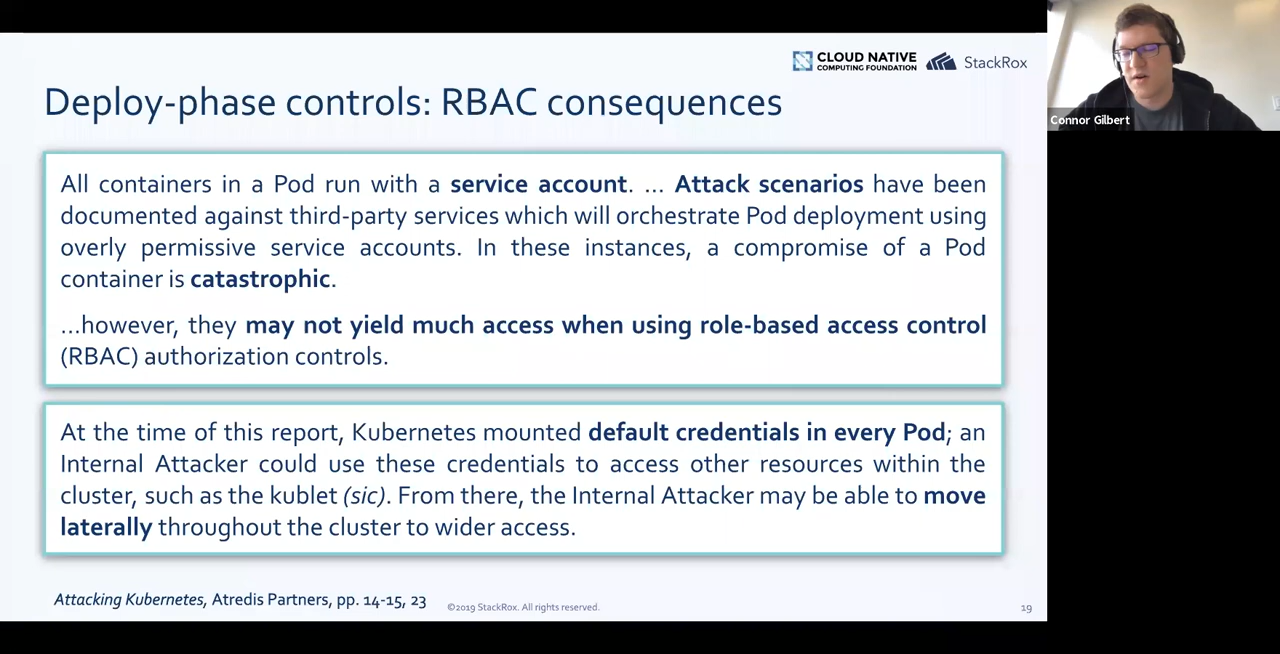 CLOUD NATIVE
COMPUTING FOUNDATION
StackRox
Connor Gilbert
Deploy-phase controls: RBAC consequences
All containers in a Pod run with a service account. ... Attack scenarios have been
documented against third-party services which will orchestrate Pod deployment using
overly permissive service accounts. In these instances, a compromise of a Pod
container is catastrophic.
...however, they may not yield much access when using role-based access control
(RBAC) authorization controls.
At the time of this report, Kubernetes mounted default credentials in every Pod; an
Internal Attacker could use these credentials to access other resources within the
cluster, such as the kublet (sic). From there, the Internal Attacker may be able to move
laterally throughout the cluster to wider access.
Attacking Kubernetes, Atredis Partners, pp. 14-15, 23
©2019 StackRox. All rights reserved.
19